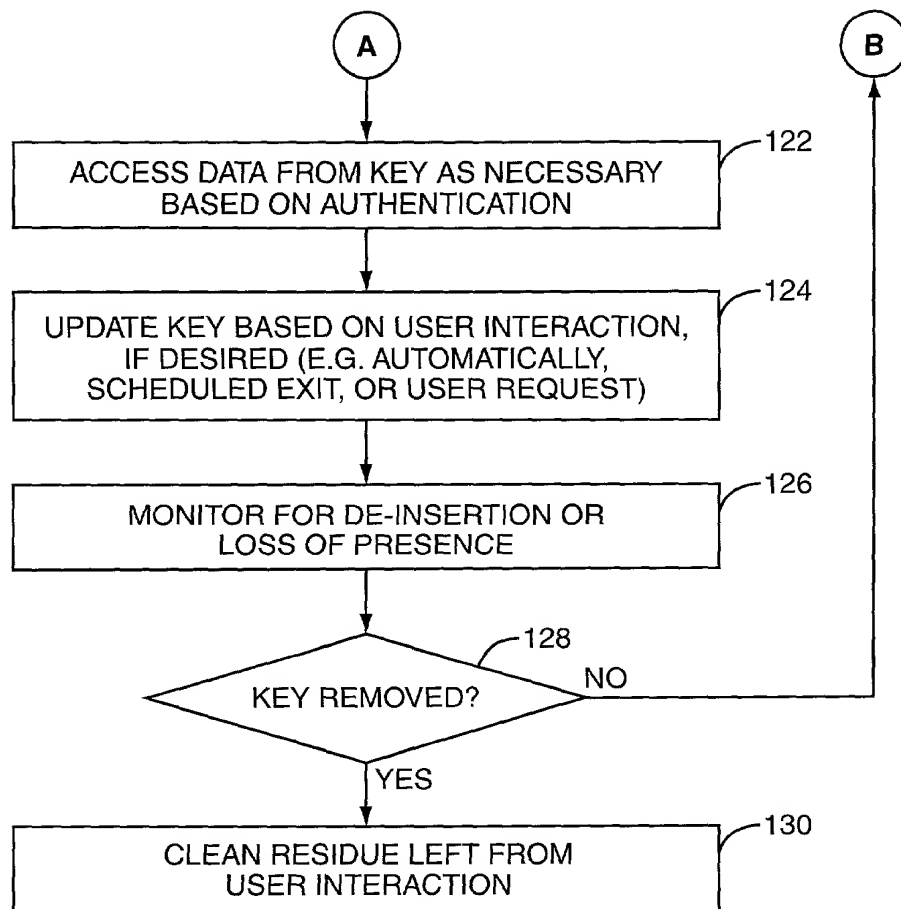 A
B
122
ACCESS DATA FROM KEY AS NECESSARY
BASED ON AUTHENTICATION
124
UPDATE KEY BASED ON USER INTERACTION,
IF DESIRED (E.G. AUTOMATICALLY,
SCHEDULED EXIT, OR USER REQUEST)
126
MONITOR FOR DE-INSERTION OR
LOSS OF PRESENCE
128
KEY REMOVED?
NO
YES
130
CLEAN RESIDUE LEFT FROM
USER INTERACTION